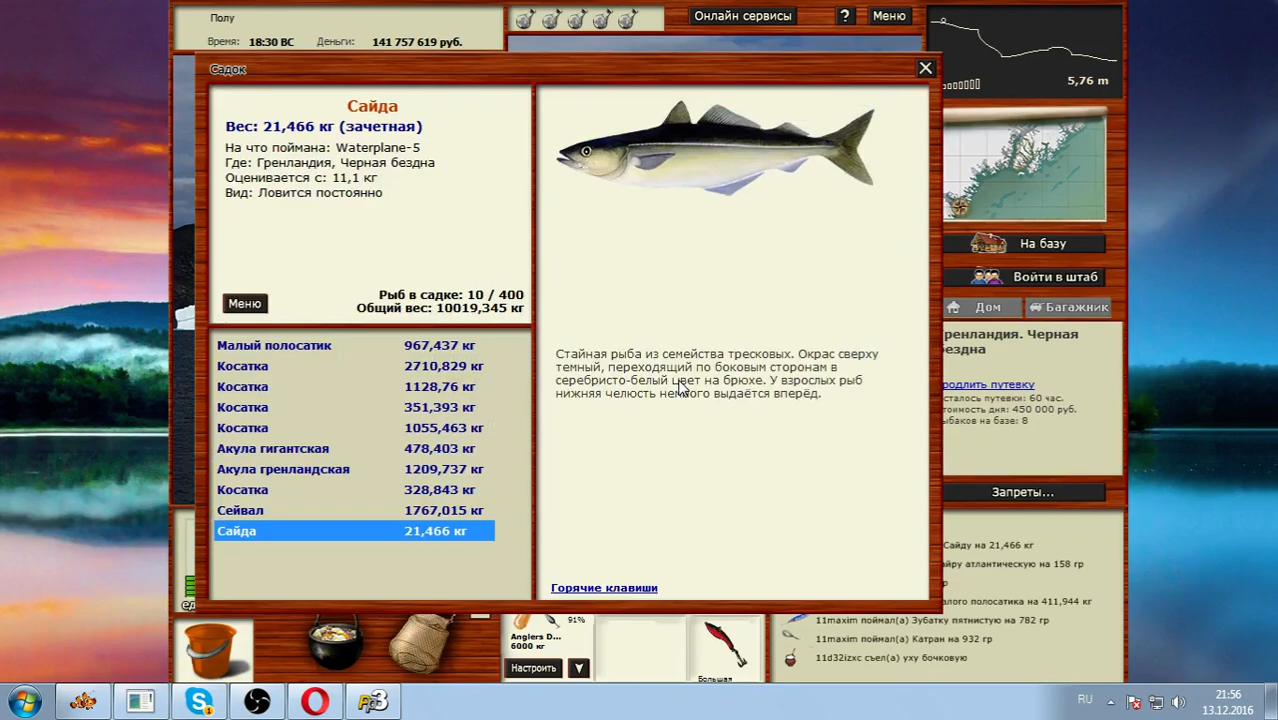 Полу
Время: 18:30 ВС Деньги: 141 757 619 руб.
Онлайн сервисы
?
Меню
5,76 m
Садок
Сайда
Вес: 21,466 кг (зачетная)
На что поймана: Waterplane-5
Где: Гренландия, Черная бездна
Оценивается с: 11,1 кг
Вид: Ловится постоянно
Меню
Рыб в садке: 10 / 400
Общий вес: 10019,345 кг
Малый полосатик 967,437 кг
Косатка 2710,829 кг
Косатка 1128,76 кг
Косатка 351,393 кг
Косатка 1055,463 кг
Акула гигантская 478,403 кг
Акула гренландская 1209,737 кг
Косатка 328,843 кг
Сейвал 1767,015 кг
Сайда 21,466 кг
Стайная рыба из семейства тресковых. Окрас сверху
темный, переходящий по боковым сторонам в
серебристо-белый цвет на брюхе. У взрослых рыб
нижняя челюсть немного выдаётся вперёд.
Горячие клавиши
На базу
Войти в штаб
Дом Багажник
ренландия. Черная
бездна
родлить путевку
сталось путевки: 60 час.
тоимость дня: 450 000 руб.
ыбаков на базе: 8
Запреты...
Сайду на 21,466 кг
айру атлантическую на 158 гр
р
алого полосатика на 411,944 кг
11maxim поймал(а) Зубатку пятнистую на 782 гр
11maxim поймал(а) Катран на 932 гр
11d32izxc съел(а) уху бочковую
ед
91%
Anglers D...
6000 кг
Настроить
Большая
RU
21:56
13.12.2016